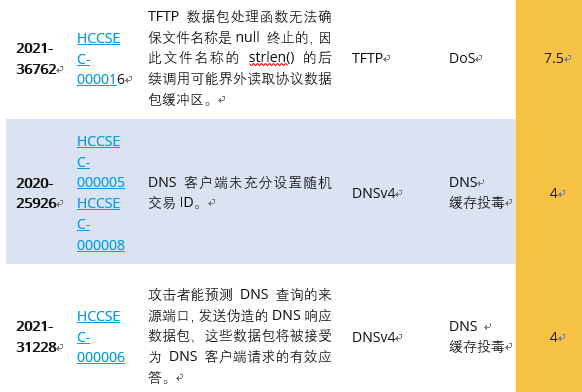 2021-
36762
HCCSE
C-
000016
TFTP 数据包处理函数无法确
保文件名称是 null 终止的, 因
此文件名称的 strlen() 的后
续调用可能界外读取协议数据
包缓冲区。
TFTP
DoS
7.5
2020-
25926
HCCSE
C-
000005
HCCSE
C-
000008
DNS 客户端未充分设置随机
交易 ID。
DNSv4
DNS
缓存投毒
4
2021-
31228
HCCSE
C-
000006
攻击者能预测 DNS 查询的来
源端口, 发送伪造的 DNS 响应
数据包, 这些数据包将被接受
为 DNS 客户端请求的有效应
答。
DNSv4
DNS
缓存投毒
4